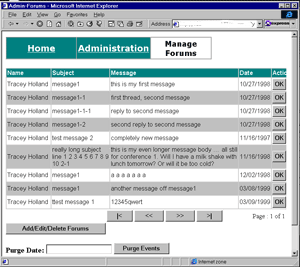 Admin-Forums - Microsoft Internet Explorer
File Edit View Go Favorites Help
Address express
Home Administration Manage Forums
Name Subject Message Date Action
Tracey Holland message1 this is my first message 10/27/1998 OK
Tracey Holland message1-1 first thread, second message 10/27/1998 OK
Tracey Holland message1-1-1 reply to second message 10/27/1998 OK
Tracey Holland message1-2 second reply to second message 10/27/1998 OK
Tracey Holland test message 2 completely new message 11/16/1997 OK
Tracey Holland really long subject line 1 2 3 4 5 6 7 8 9 10 2-1 this is my even longer message body .... all still for conference 1. Will I have a milk shake with lunch tomorrow? Or will it be too cold? 11/16/1998 OK
Tracey Holland message1 a a a a a a a 12/02/1998 OK
Tracey Holland message1 another message off message1 03/08/1999 OK
Tracey Holland ttest message 1 12345qwert 03/09/1999 OK
|< << >> >| Page : 1 of 1
Add/Edit/Delete Forums
Purge Date: Purge Events
Internet zone